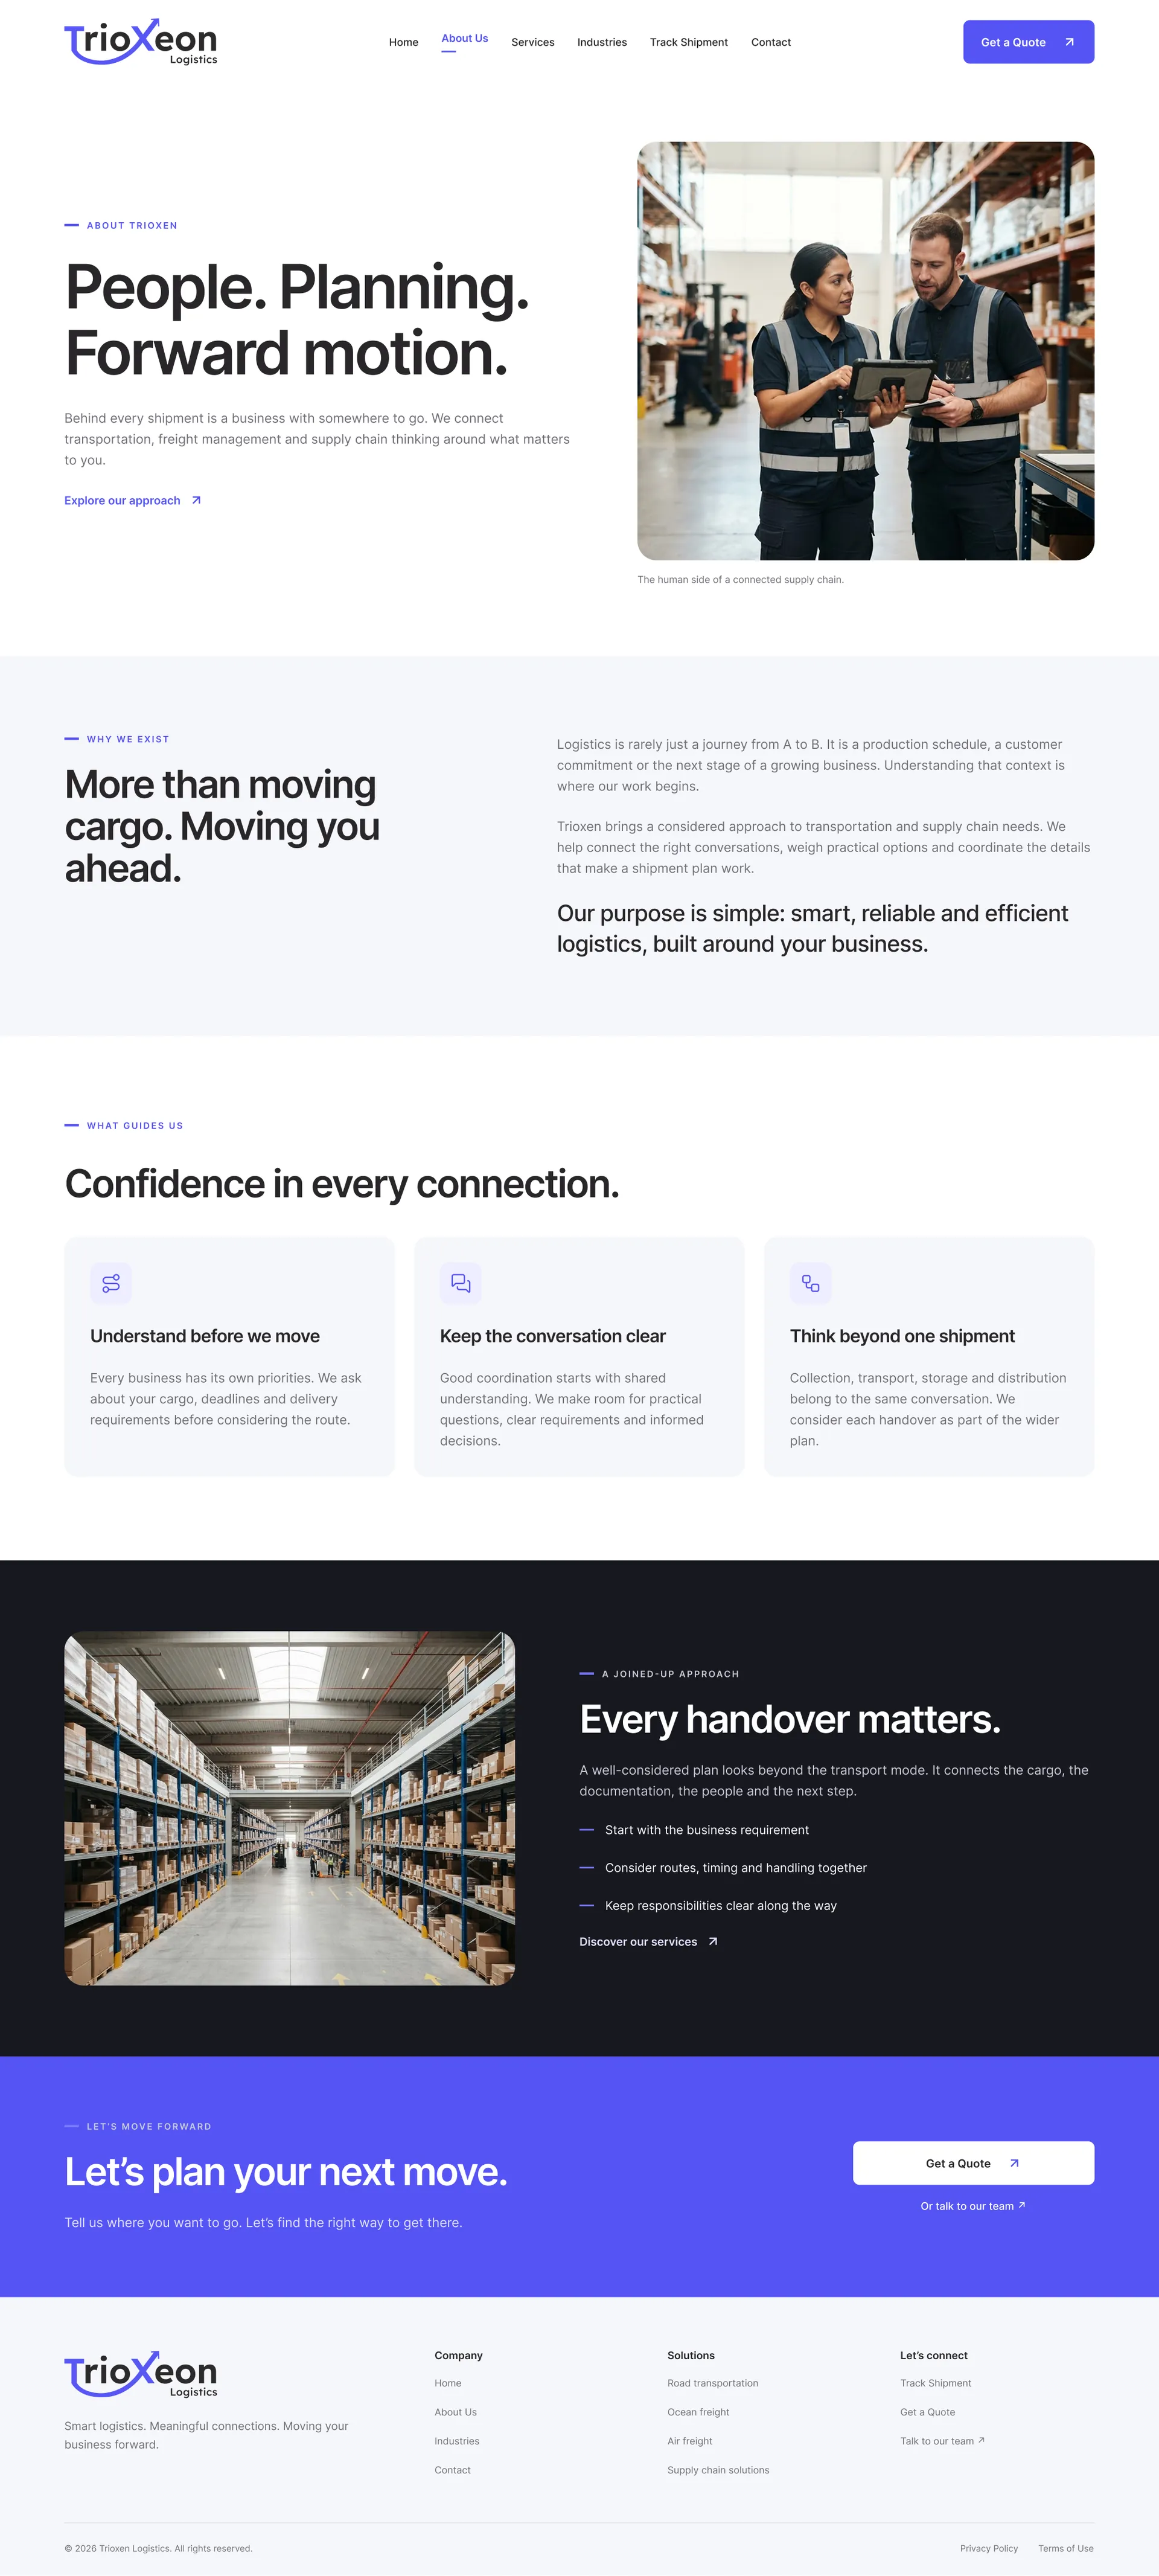 TrioXeon
Logistics
Home
About Us
Services
Industries
Track Shipment
Contact
Get a Quote
ABOUT TRIOXEN
People. Planning.
Forward motion.
Behind every shipment is a business with somewhere to go. We connect
transportation, freight management and supply chain thinking around what matters
to you.
Explore our approach
The human side of a connected supply chain.
WHY WE EXIST
More than moving
cargo. Moving you
ahead.
Logistics is rarely just a journey from A to B. It is a production schedule, a customer
commitment or the next stage of a growing business. Understanding that context is
where our work begins.
Trioxen brings a considered approach to transportation and supply chain needs. We
help connect the right conversations, weigh practical options and coordinate the details
that make a shipment plan work.
Our purpose is simple: smart, reliable and efficient
logistics, built around your business.
WHAT GUIDES US
Confidence in every connection.
Understand before we move
Every business has its own priorities. We ask
about your cargo, deadlines and delivery
requirements before considering the route.
Keep the conversation clear
Good coordination starts with shared
understanding. We make room for practical
questions, clear requirements and informed
decisions.
Think beyond one shipment
Collection, transport, storage and distribution
belong to the same conversation. We
consider each handover as part of the wider
plan.
A JOINED-UP APPROACH
Every handover matters.
A well-considered plan looks beyond the transport mode. It connects the cargo, the
documentation, the people and the next step.
Start with the business requirement
Consider routes, timing and handling together
Keep responsibilities clear along the way
Discover our services
LET'S MOVE FORWARD
Let's plan your next move.
Tell us where you want to go. Let's find the right way to get there.
Get a Quote
Or talk to our team ↗
TrioXeon
Logistics
Smart logistics. Meaningful connections. Moving your
business forward.
Company
Home
About Us
Industries
Contact
Solutions
Road transportation
Ocean freight
Air freight
Supply chain solutions
Let's connect
Track Shipment
Get a Quote
Talk to our team ↗
© 2026 Trioxen Logistics. All rights reserved.
Privacy Policy
Terms of Use